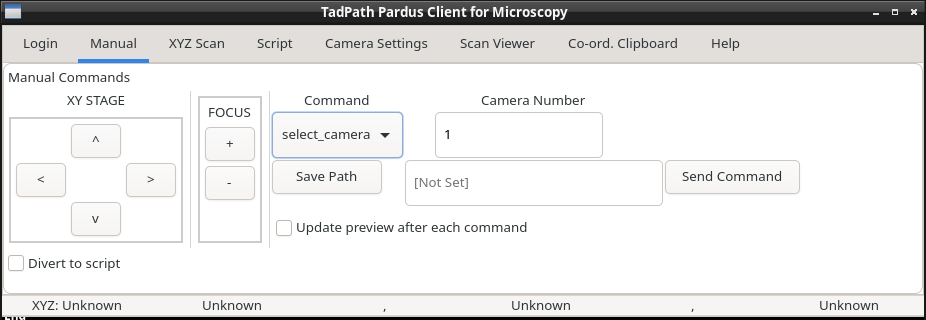 TadPath Pardus Client for Microscopy
Login Manual XYZ Scan Script Camera Settings Scan Viewer Co-ord. Clipboard Help
Manual Commands
XY STAGE
^
<
>
v
FOCUS
+
-
Command
Camera Number
select_camera
1
Save Path
[Not Set]
Send Command
Update preview after each command
Divert to script
XYZ: Unknown Unknown , Unknown , Unknown